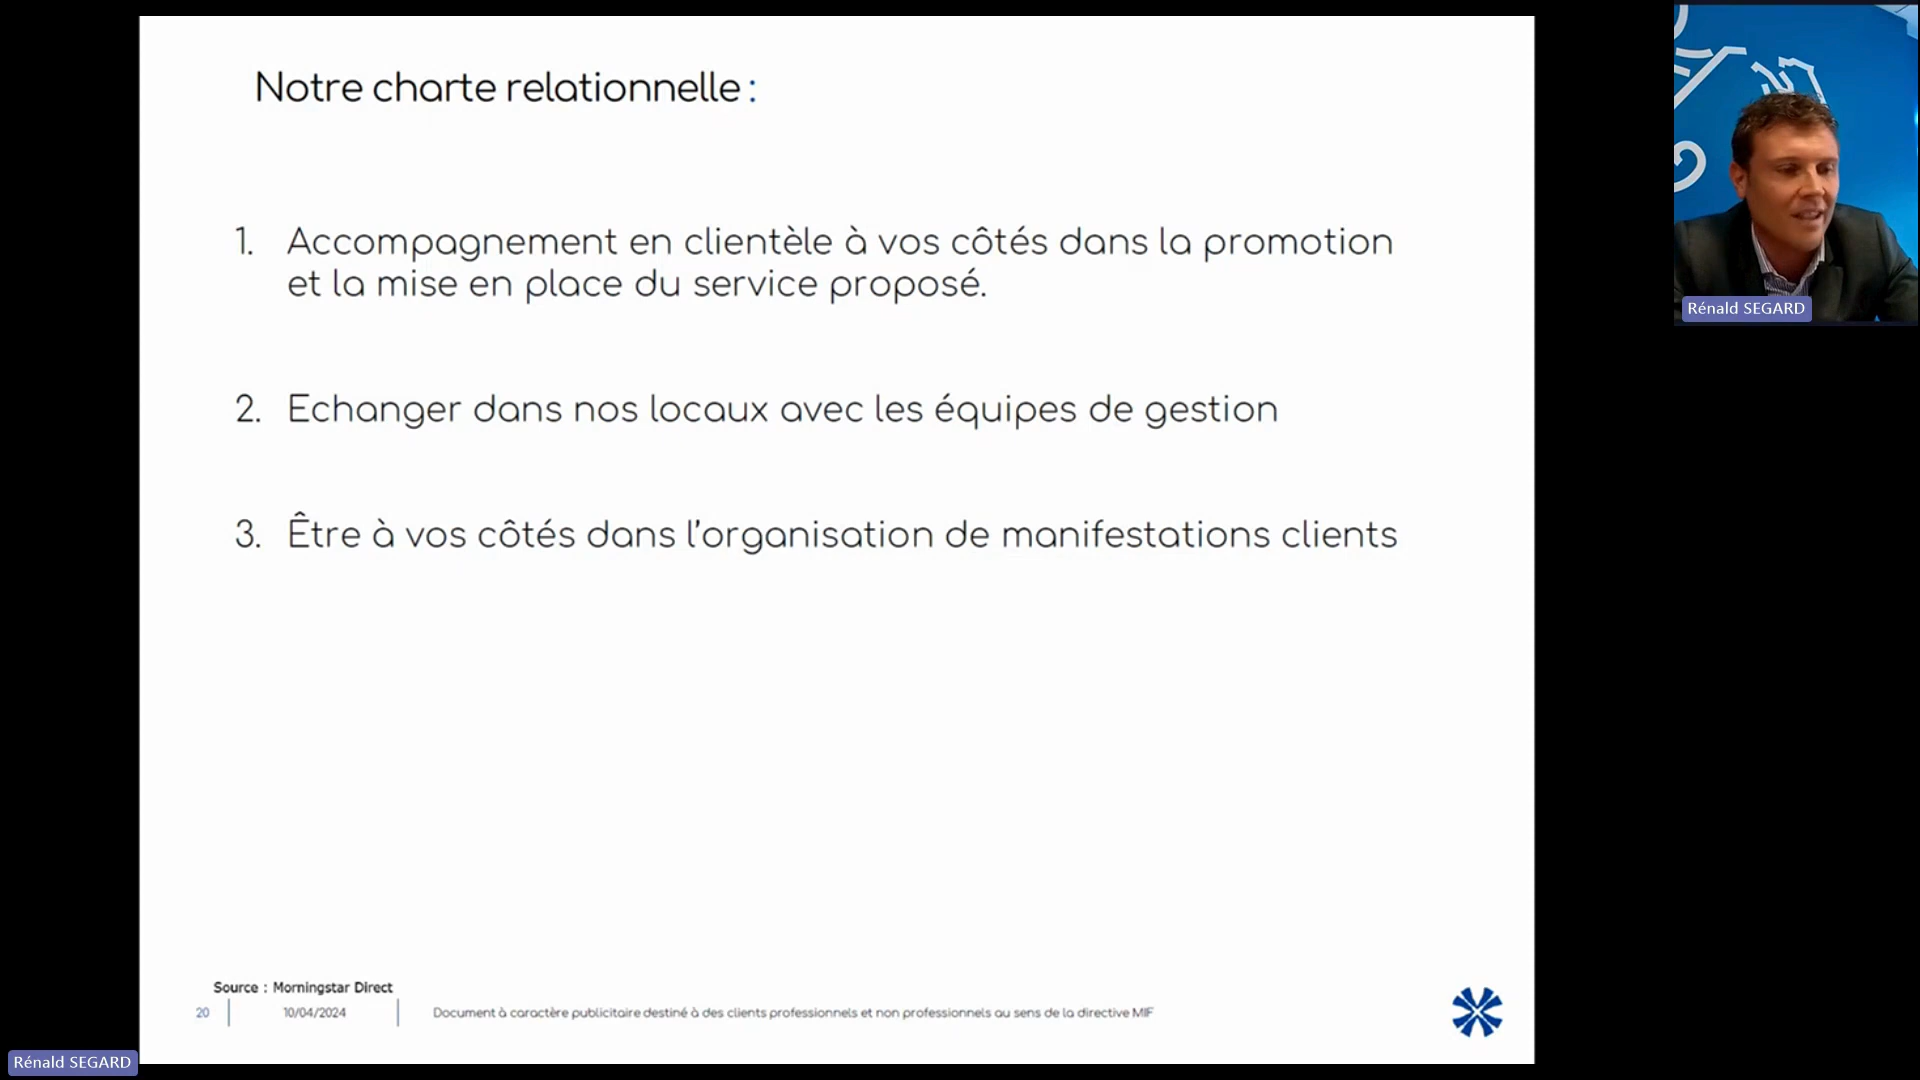 Notre charte relationnelle :
1. Accompagnement en clientèle à vos côtés dans la promotion
et la mise en place du service proposé.
2. Echanger dans nos locaux avec les équipes de gestion
3. Être à vos côtés dans l’organisation de manifestations clients
Source : Morningstar Direct
20
10/04/2024
Document à caractère publicitaire destiné à des clients professionnels et non professionnels au sens de la directive MIF
Rénald SEGARD
Rénald SEGARD